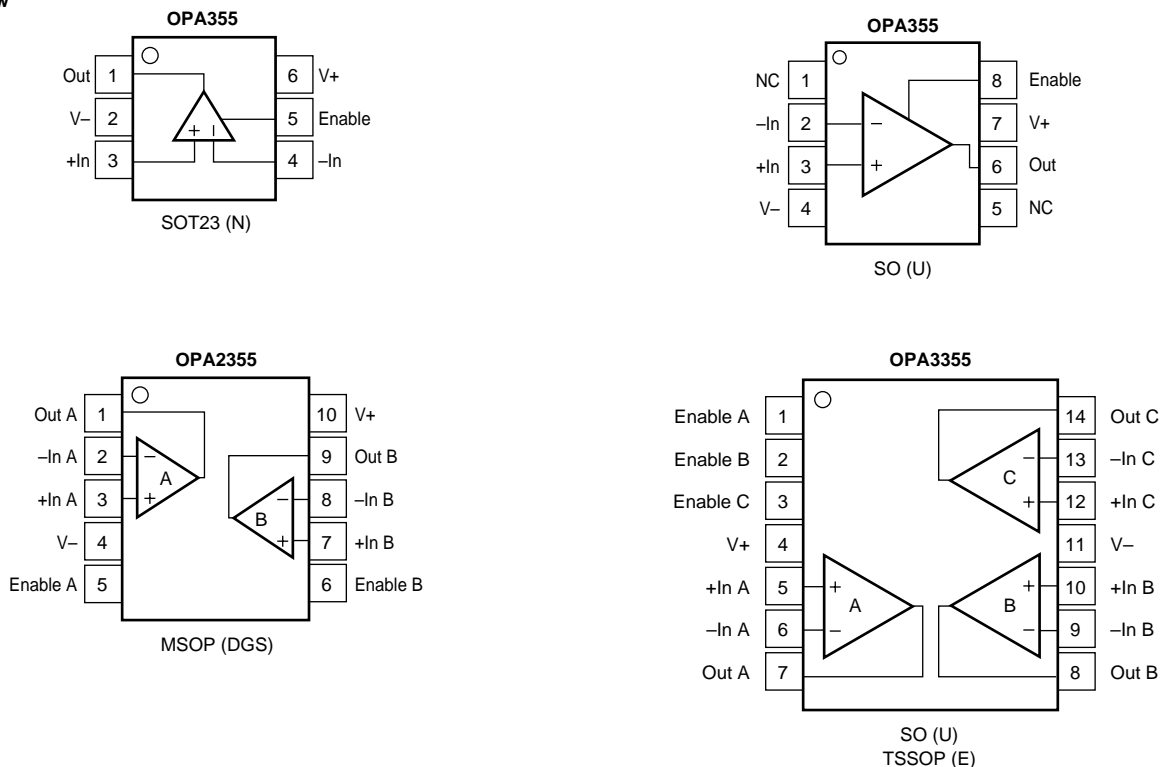 OPA355
Out 1
V– 2
+In 3
6 V+
5 Enable
4 –In
+ –
SOT23 (N)
OPA355
NC 1
–In 2
+In 3
V– 4
8 Enable
7 V+
6 Out
5 NC
–
+
SO (U)
OPA2355
Out A 1
–In A 2
+In A 3
V– 4
Enable A 5
10 V+
9 Out B
8 –In B
7 +In B
6 Enable B
–
A
+
–
B
+
MSOP (DGS)
OPA3355
Enable A 1
Enable B 2
Enable C 3
V+ 4
+In A 5
–In A 6
Out A 7
14 Out C
13 –In C
12 +In C
11 V–
10 +In B
9 –In B
8 Out B
–
C
+
+
A
–
+
B
–
SO (U)
TSSOP (E)